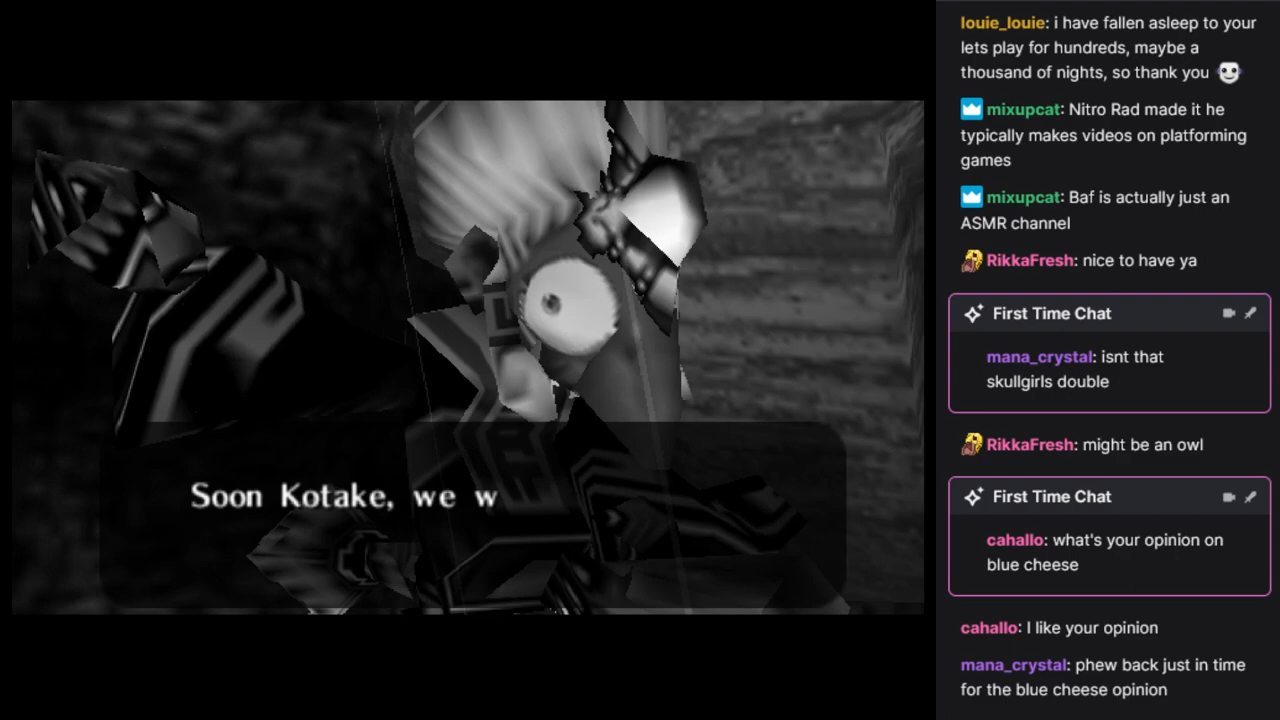 Soon Kotake, we w
louie_louie: i have fallen asleep to your
lets play for hundreds, maybe a
thousand of nights, so thank you
mixupcat: Nitro Rad made it he
typically makes videos on platforming
games
mixupcat: Baf is actually just an
ASMR channel
RikkaFresh: nice to have ya
First Time Chat
mana_crystal: isnt that
skullgirls double
RikkaFresh: might be an owl
First Time Chat
cahallo: what's your opinion on
blue cheese
cahallo: I like your opinion
mana_crystal: phew back just in time
for the blue cheese opinion